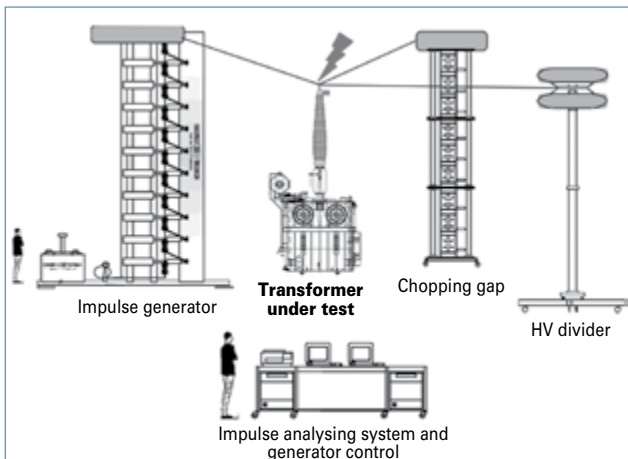 Impulse generator
Transformer
under test
Chopping gap
HV divider
Impulse analysing system and
generator control